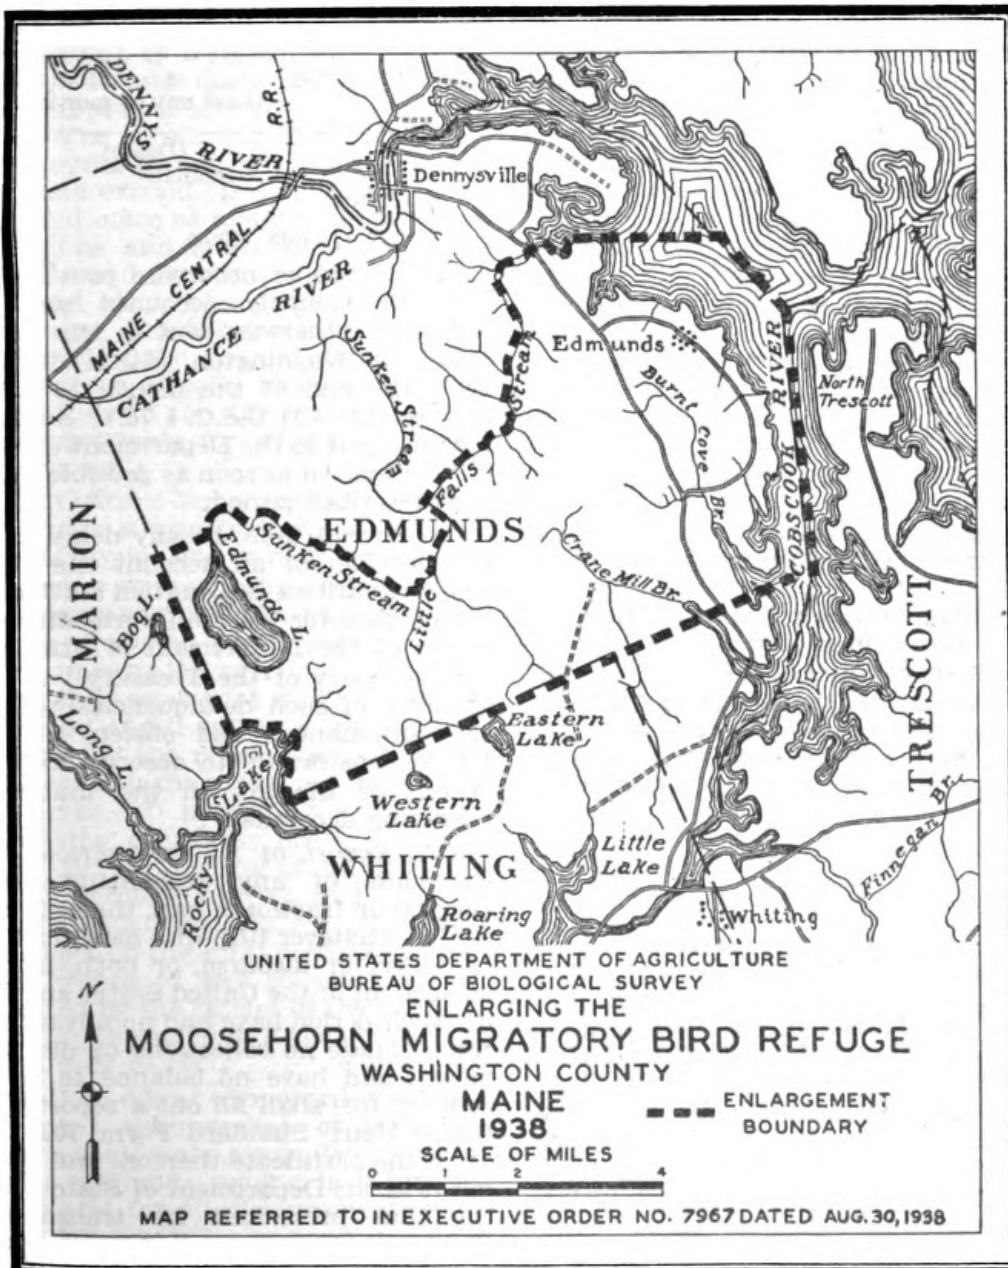 DENNYS
RIVER
R.R.
MAINE CENTRAL
CATHANCE RIVER
Dennysville
Sunken Stream
Edmunds
Burnt Cove Br.
COBSCOOK RIVER
North
Trescott
Little Falls Stream
EDMUNDS
Sunken Stream
Edmunds L.
Bog L.
MARION
Crane Mill Br.
TRESCOTT
Long L.
Rocky Lake
Eastern
Lake
Western
Lake
WHITING
Little
Lake
Roaring
Lake
Whiting
Finnegan Br.
UNITED STATES DEPARTMENT OF AGRICULTURE
BUREAU OF BIOLOGICAL SURVEY
ENLARGING THE
MOOSEHORN MIGRATORY BIRD REFUGE
WASHINGTON COUNTY
MAINE
1938
ENLARGEMENT
BOUNDARY
N
SCALE OF MILES
0 1 2 4
MAP REFERRED TO IN EXECUTIVE ORDER NO. 7967 DATED AUG. 30, 1938